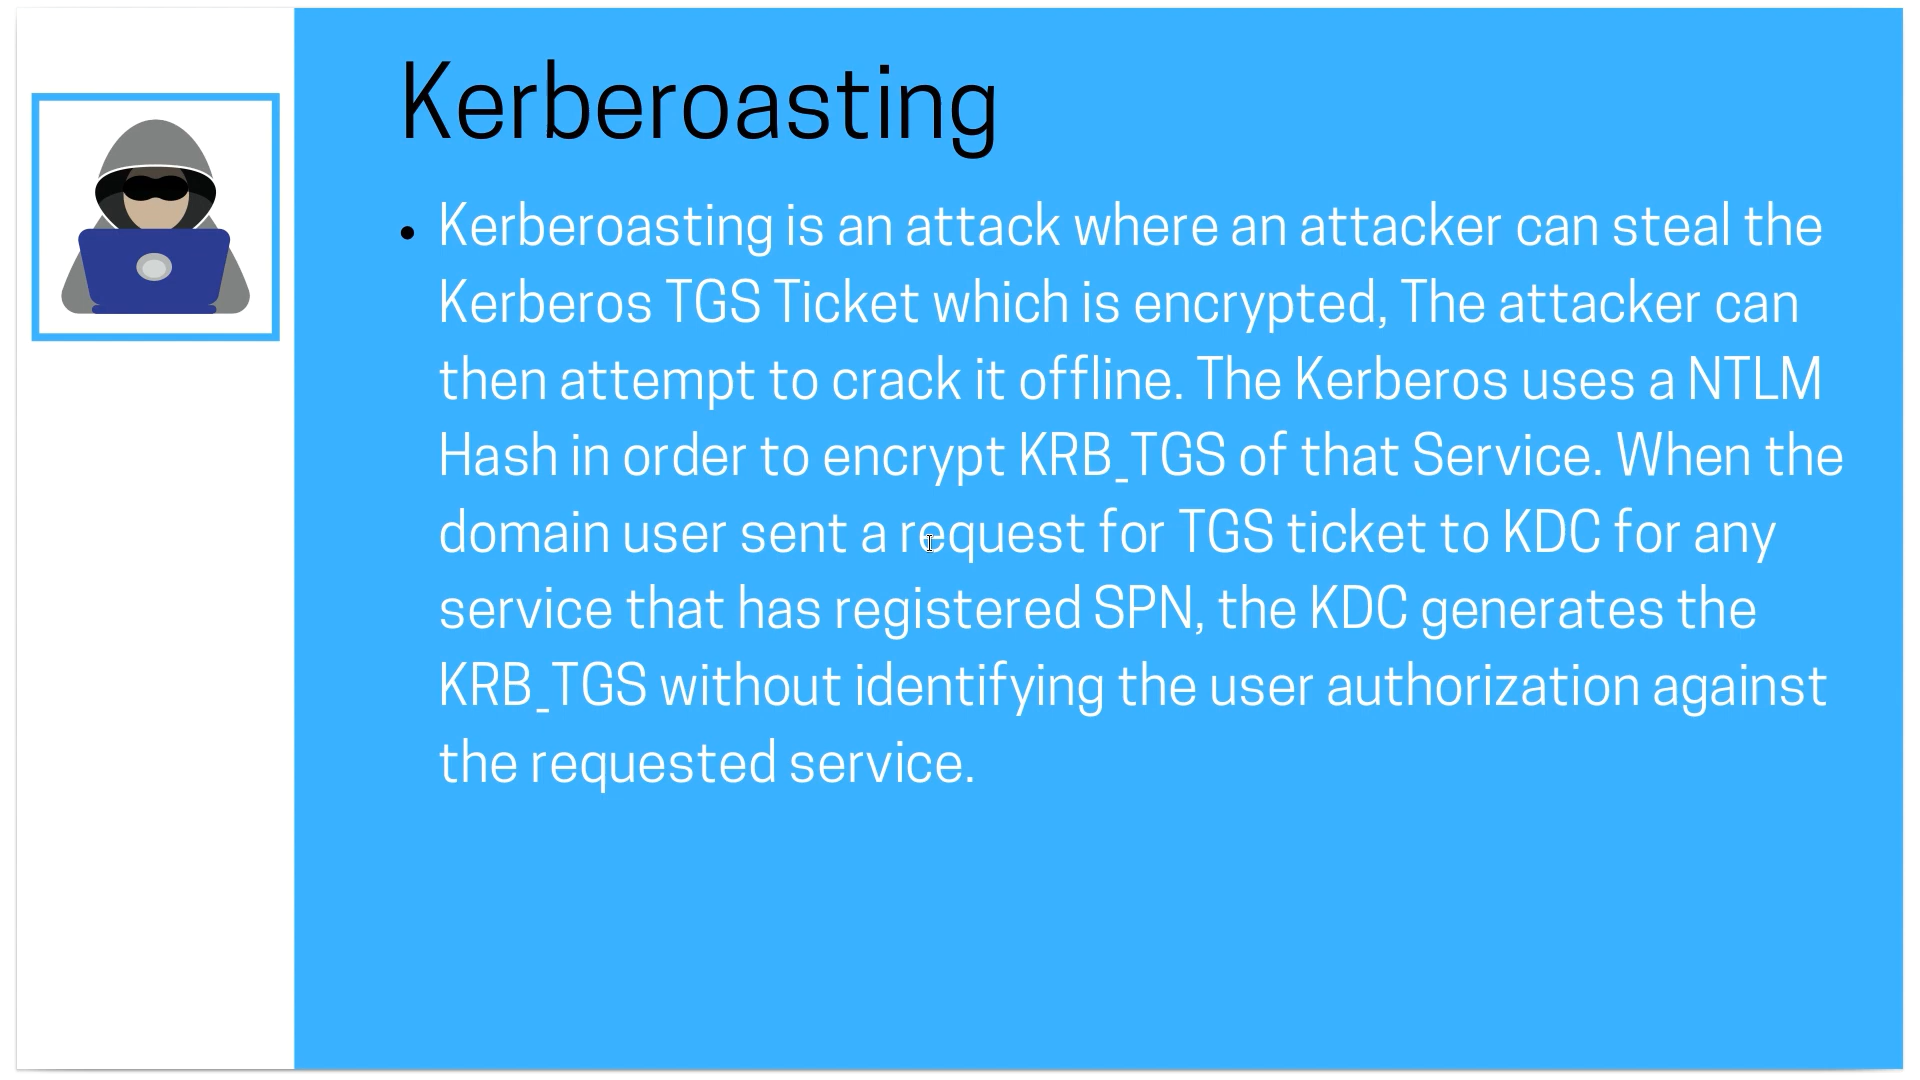 Kerberoasting
• Kerberoasting is an attack where an attacker can steal the
Kerberos TGS Ticket which is encrypted, The attacker can
then attempt to crack it offline. The Kerberos uses a NTLM
Hash in order to encrypt KRB_TGS of that Service. When the
domain user sent a request for TGS ticket to KDC for any
service that has registered SPN, the KDC generates the
KRB_TGS without identifying the user authorization against
the requested service.